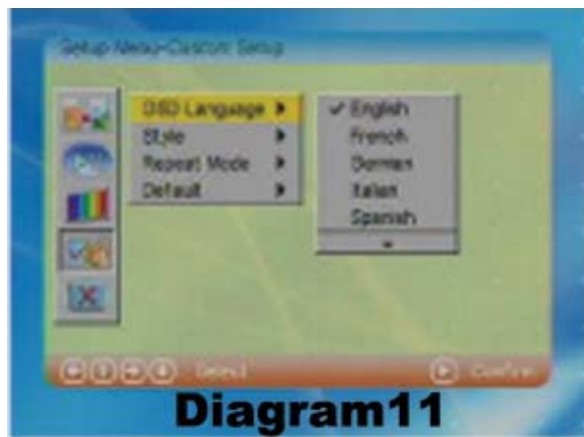 Setup Menu-Custom Setup
OSD Language
Style
Repeat Mode
Default
English
French
German
Italian
Spanish
Select
Confirm
Diagram11